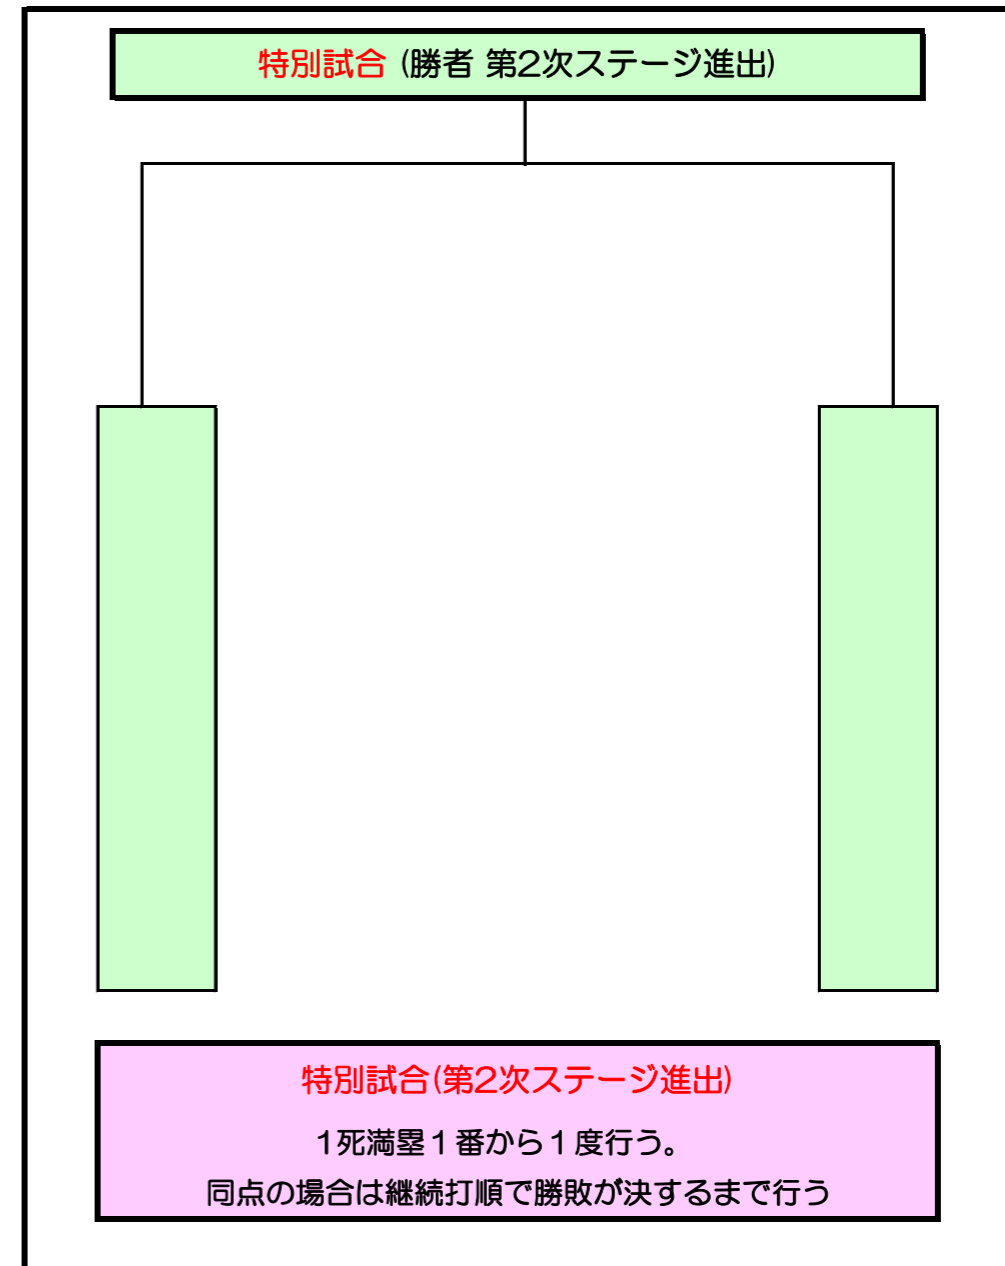 特別試合 (勝者 第2次ステージ進出)
特別試合(第2次ステージ進出)
1死満塁１番から１度行う。
同点の場合は継続打順で勝敗が決するまで行う